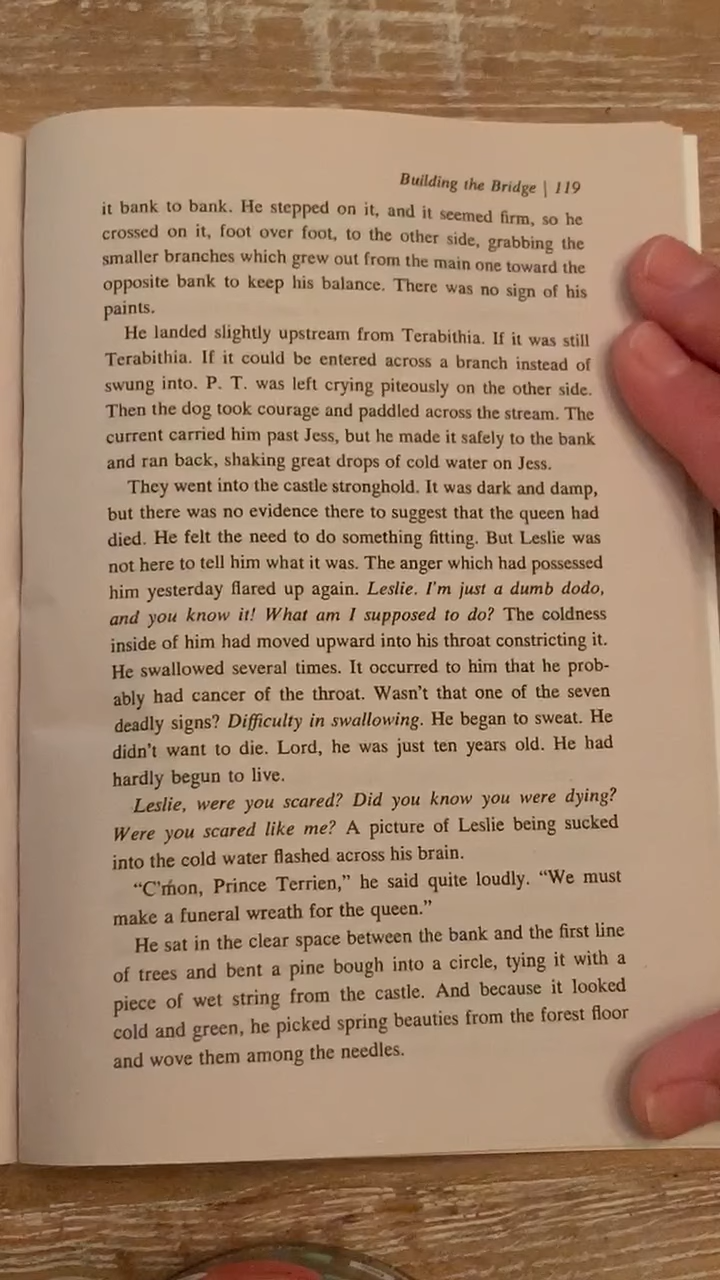 Building the Bridge | 119
it bank to bank. He stepped on it, and it seemed firm, so he
crossed on it, foot over foot, to the other side, grabbing the
smaller branches which grew out from the main one toward the
opposite bank to keep his balance. There was no sign of his
paints.
He landed slightly upstream from Terabithia. If it was still
Terabithia. If it could be entered across a branch instead of
swung into. P. T. was left crying piteously on the other side.
Then the dog took courage and paddled across the stream. The
current carried him past Jess, but he made it safely to the bank
and ran back, shaking great drops of cold water on Jess.
They went into the castle stronghold. It was dark and damp,
but there was no evidence there to suggest that the queen had
died. He felt the need to do something fitting. But Leslie was
not here to tell him what it was. The anger which had possessed
him yesterday flared up again. Leslie. I'm just a dumb dodo,
and you know it! What am I supposed to do? The coldness
inside of him had moved upward into his throat constricting it.
He swallowed several times. It occurred to him that he prob-
ably had cancer of the throat. Wasn't that one of the seven
deadly signs? Difficulty in swallowing. He began to sweat. He
didn't want to die. Lord, he was just ten years old. He had
hardly begun to live.
Leslie, were you scared? Did you know you were dying?
Were you scared like me? A picture of Leslie being sucked
into the cold water flashed across his brain.
"C'mon, Prince Terrien," he said quite loudly. "We must
make a funeral wreath for the queen."
He sat in the clear space between the bank and the first line
of trees and bent a pine bough into a circle, tying it with a
piece of wet string from the castle. And because it looked
cold and green, he picked spring beauties from the forest floor
and wove them among the needles.